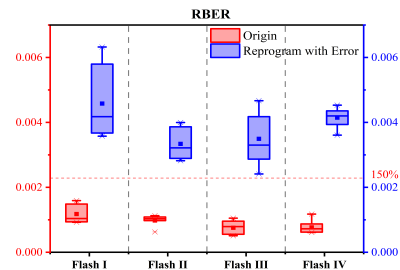 RBER
Origin
Reprogram with Error
0.006 0.006
0.004 0.004
150%
0.002 0.002
0.000 0.000
Flash I Flash II Flash III Flash IV